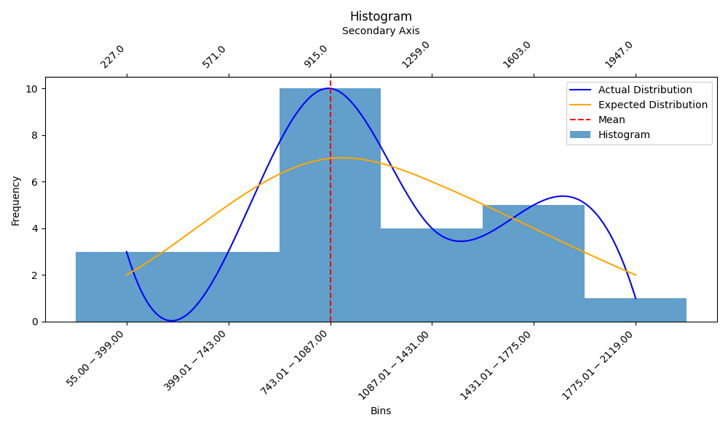 Histogram
Secondary Axis
227.0 571.0 915.0 1259.0 1603.0 1947.0
Actual Distribution
Expected Distribution
Mean
Histogram
10
8
6
4
2
0
Frequency
55.00 − 399.00
399.01 − 743.00
743.01 − 1087.00
1087.01 − 1431.00
1431.01 − 1775.00
1775.01 − 2119.00
Bins